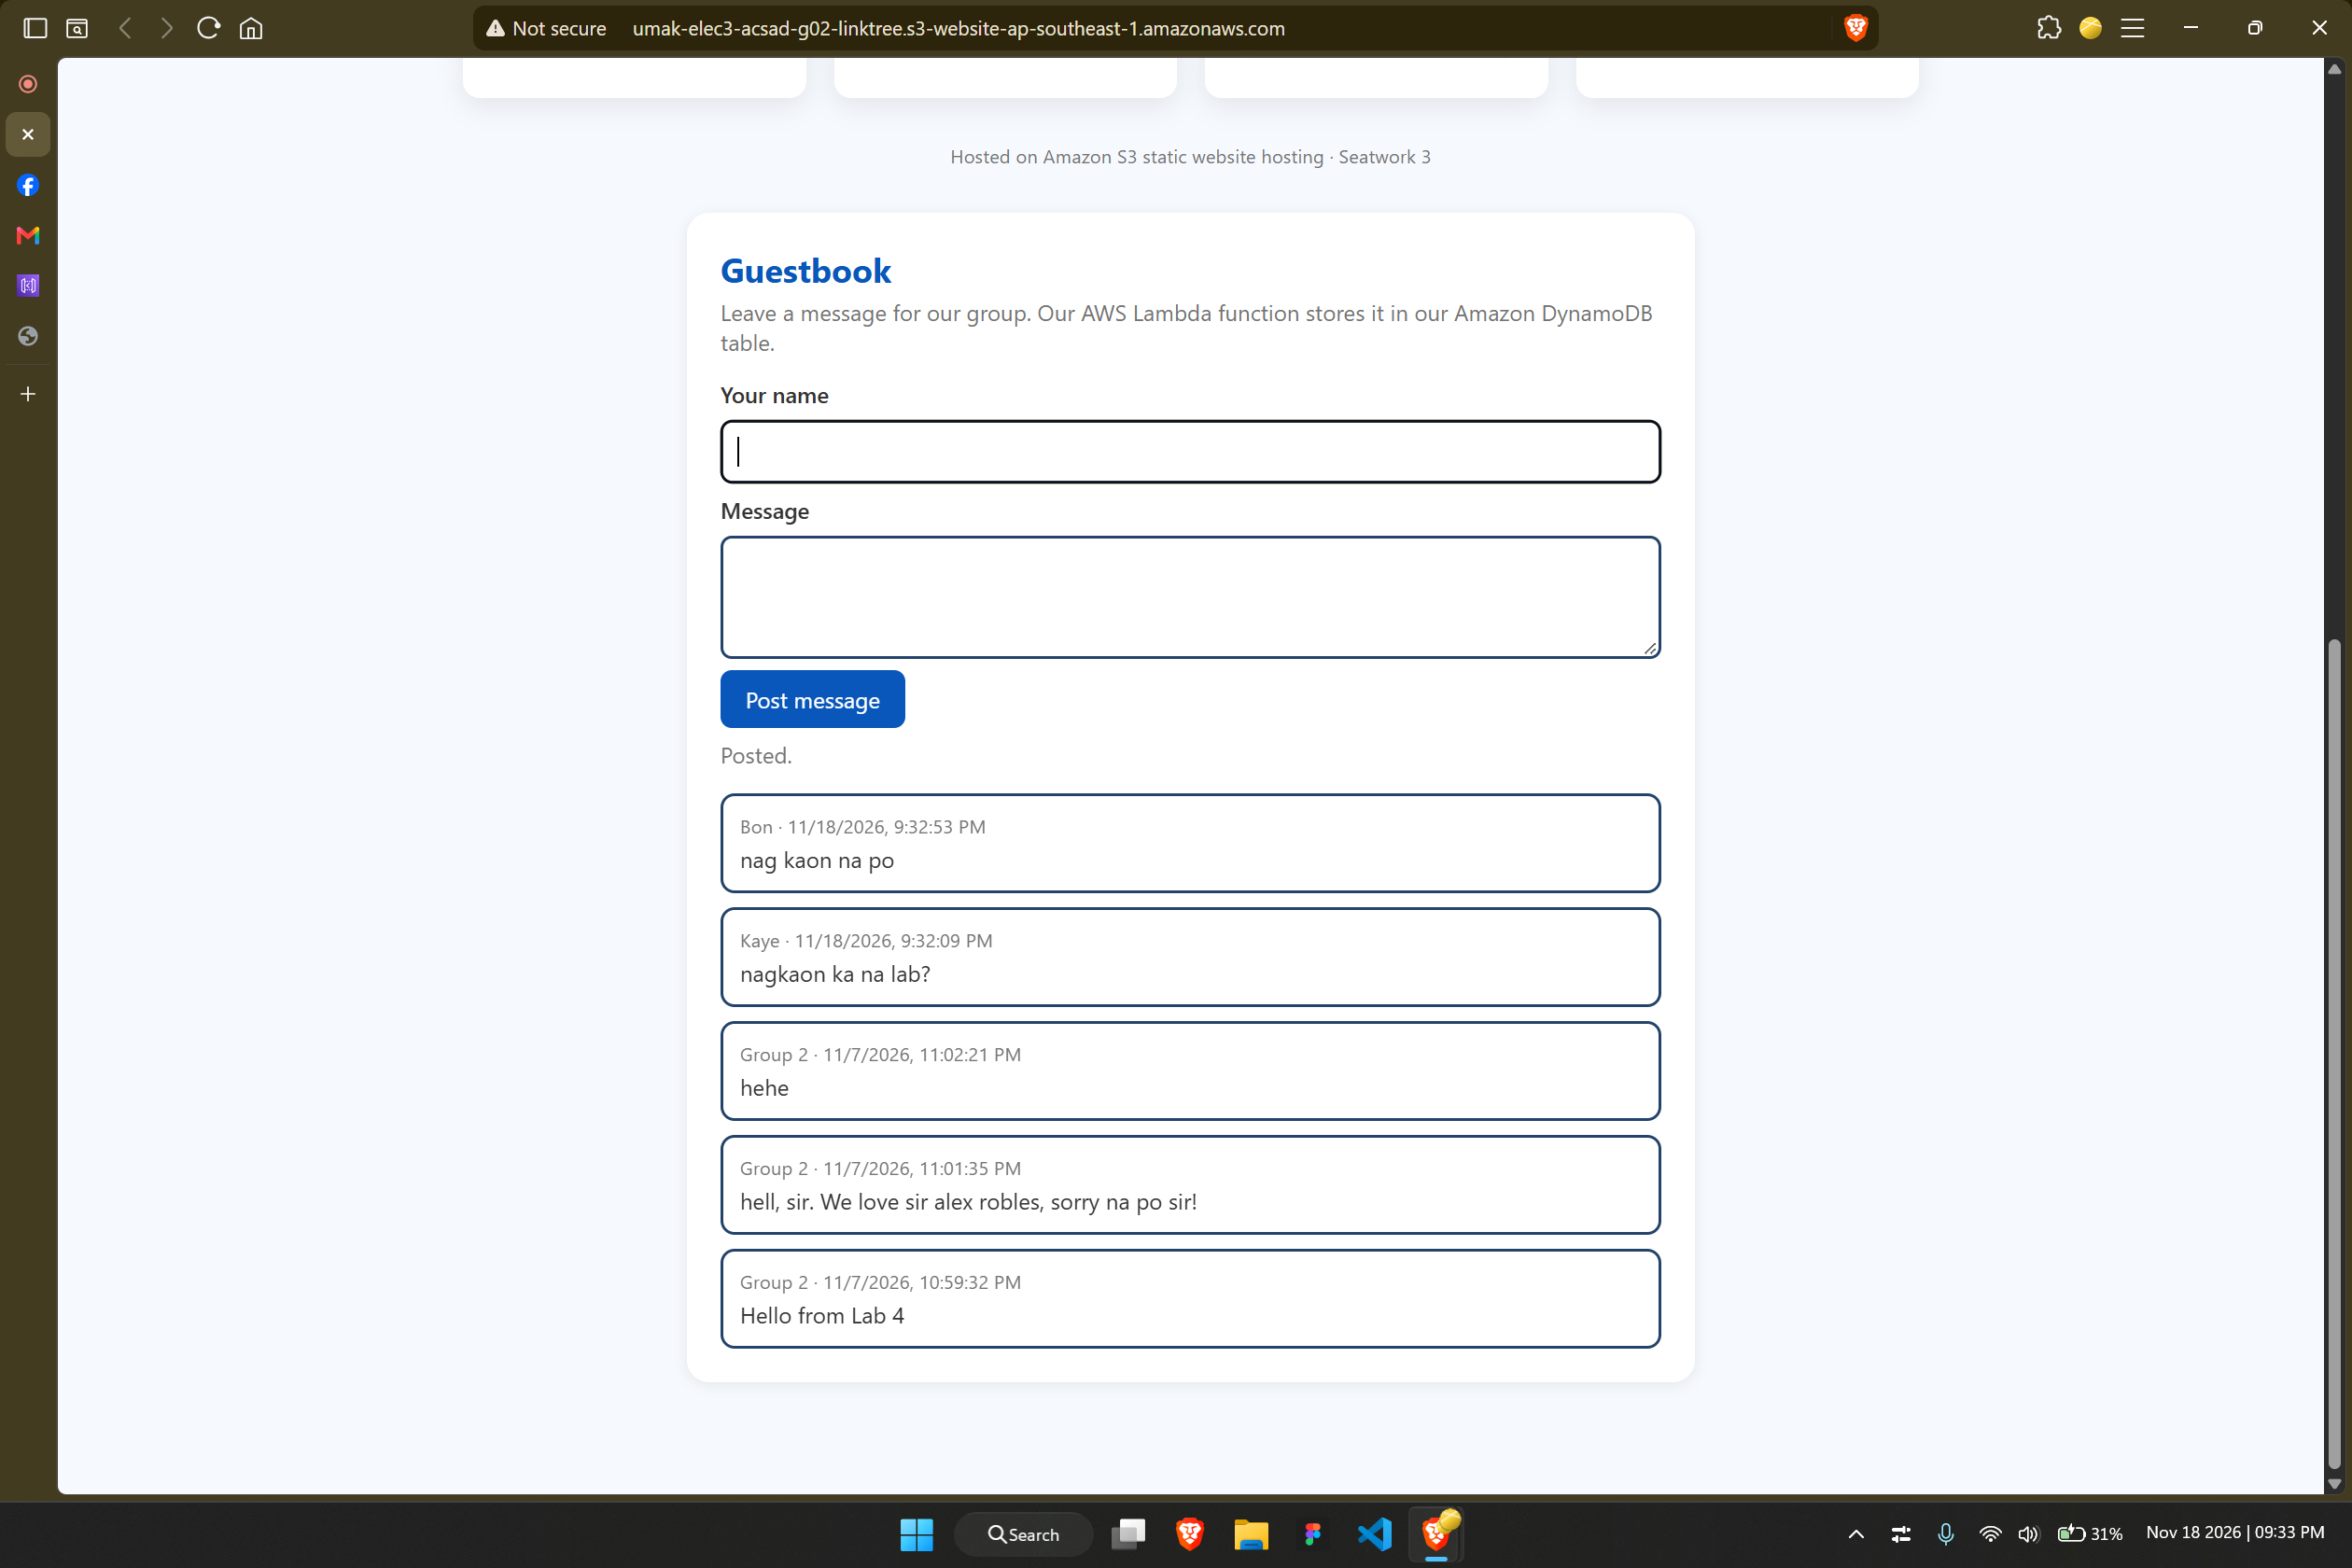 Not secure umak-elec3-acsad-g02-linktree.s3-website-ap-southeast-1.amazonaws.com
Hosted on Amazon S3 static website hosting · Seatwork 3
Guestbook
Leave a message for our group. Our AWS Lambda function stores it in our Amazon DynamoDB
table.
Your name
Message
Post message
Posted.
Bon · 11/18/2026, 9:32:53 PM
nag kaon na po
Kaye · 11/18/2026, 9:32:09 PM
nagkaon ka na lab?
Group 2 · 11/7/2026, 11:02:21 PM
hehe
Group 2 · 11/7/2026, 11:01:35 PM
hell, sir. We love sir alex robles, sorry na po sir!
Group 2 · 11/7/2026, 10:59:32 PM
Hello from Lab 4
Search
31%
Nov 18 2026 | 09:33 PM